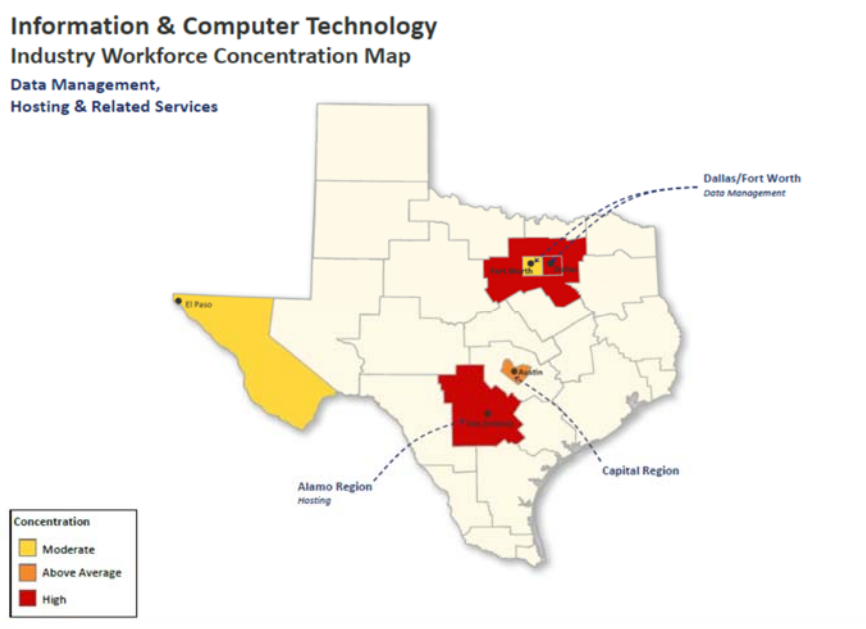 Information & Computer Technology
Industry Workforce Concentration Map
Data Management,
Hosting & Related Services
Dallas/Fort Worth
Data Management
Fort Worth
El Paso
Austin
Capital Region
Alamo Region
Hosting
Concentration
Moderate
Above Average
High